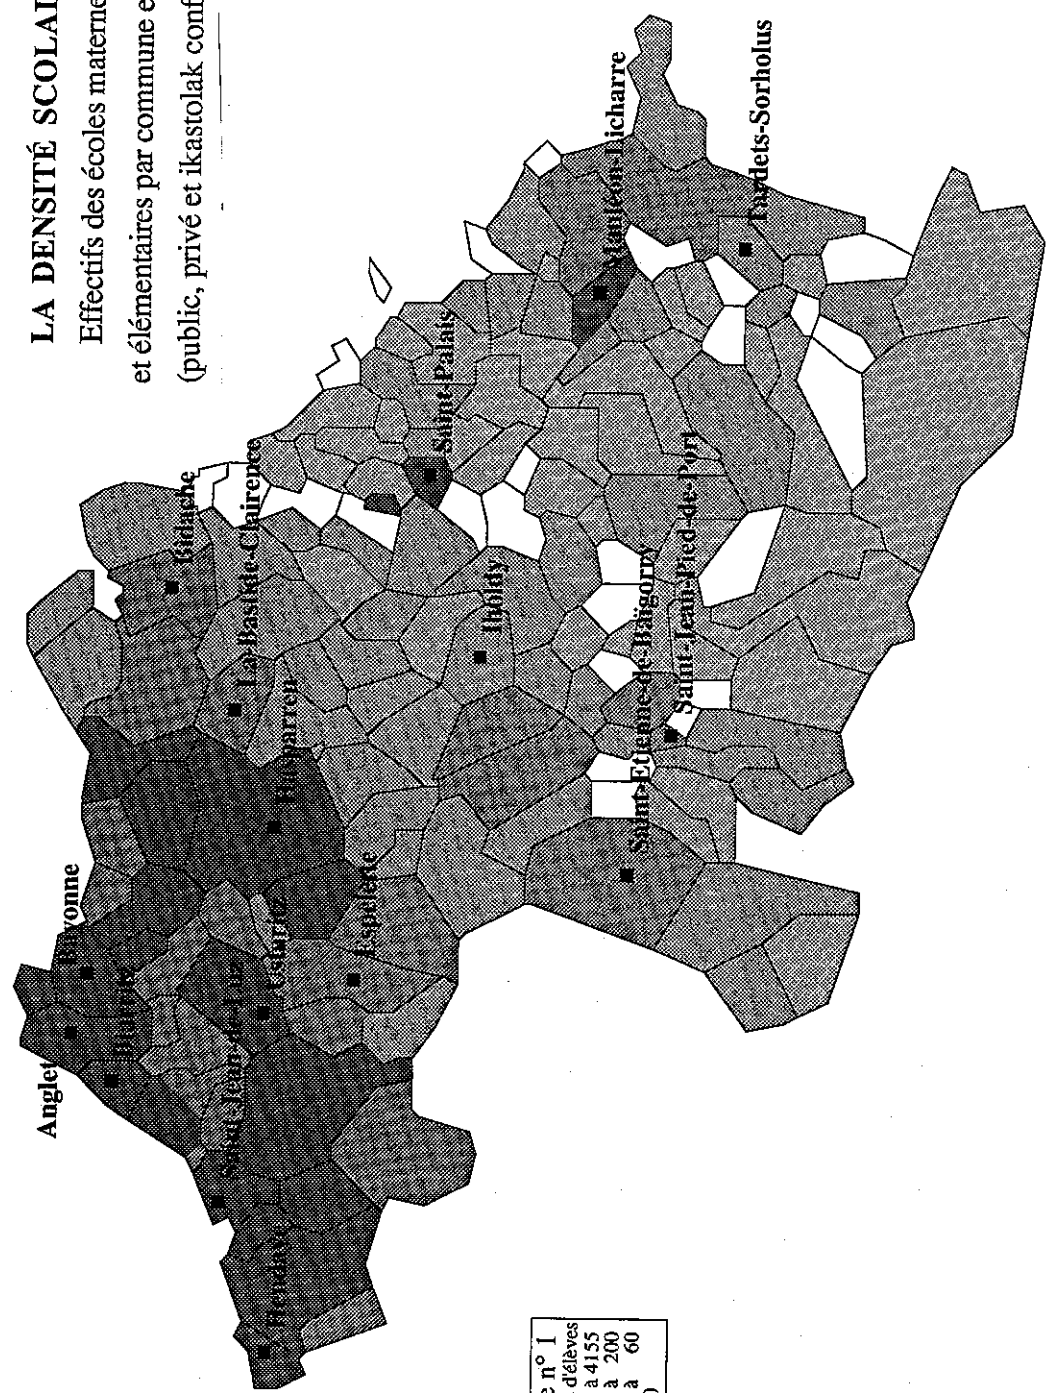 LA DENSITÉ SCOLAI
Effectifs des écoles materne
et élémentaires par commune e
(public, privé et ikastolak conf
Anglet
Bayonne
Biarritz
Bidache
La Bastide-Clairence
Hasparren
Saint-Jean-de-Luz
Ustaritz
Espelette
Hendaye
Saint-Palais
Iholdy
Mauléon-Licharre
Tardets-Sorholus
Saint-Etienne-de-Baïgorry
Saint-Jean-Pied-de-Port
e n° 1
d'élèves
à 4155
à 200
à 60